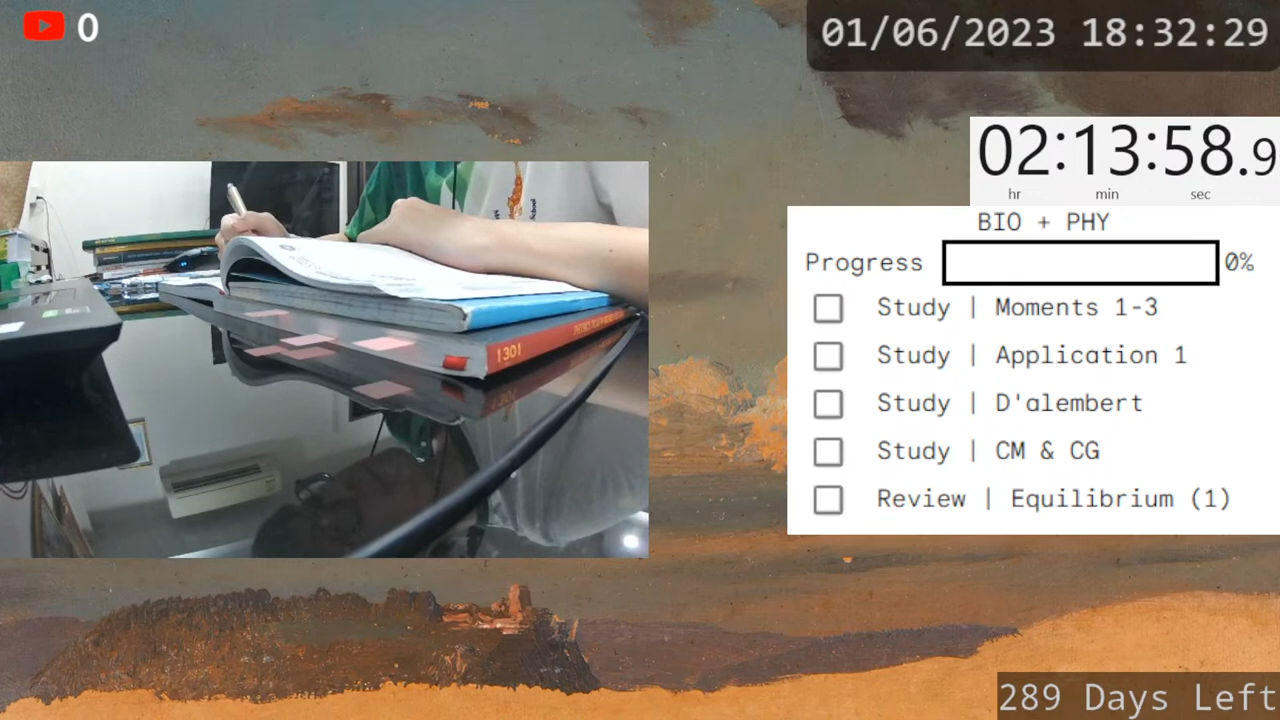 0
01/06/2023 18:32:29
02:13:58.9
hr min sec
BIO + PHY
Progress 0%
Study | Moments 1-3
Study | Application 1
Study | D'alembert
Study | CM & CG
Review | Equilibrium (1)
School
1301
289 Days Left